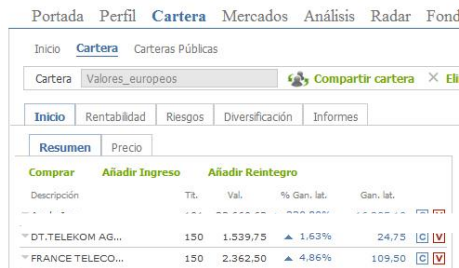 Portada Perfil Cartera Mercados Análisis Radar Fond
Inicio Cartera Carteras Públicas
Cartera Valores_europeos Compartir cartera Eli
Inicio Rentabilidad Riesgos Diversificación Informes
Resumen Precio
Comprar Añadir Ingreso Añadir Reintegro
Descripción Tit. Val. % Gan. lat. Gan. lat.
C V
DT.TELEKOM AG... 150 1.539,75 1,63% 24,75 C V
FRANCE TELECO... 150 2.362,50 4,86% 109,50 C V